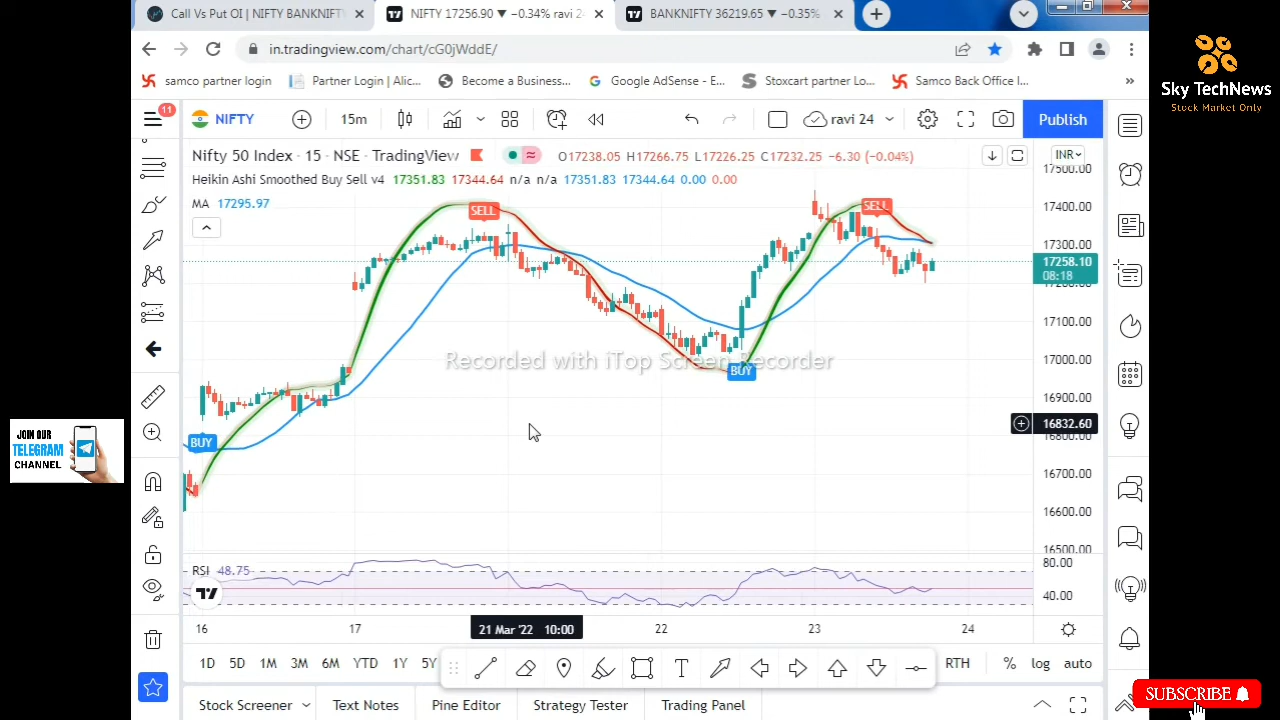 Call Vs Put OI | NIFTY BANKNIFTY
NIFTY 17256.90 ▼ −0.34% ravi 2
BANKNIFTY 36219.65 ▼ −0.35%
in.tradingview.com/chart/cG0jWddE/
samco partner login
Partner Login | Alic...
Become a Business...
Google AdSense - E...
Stoxcart partner Lo...
Samco Back Office I...
»
11
NIFTY
15m
ravi 24
Publish
Nifty 50 Index · 15 · NSE · TradingView
O17238.05 H17266.75 L17226.25 C17232.25 −6.30 (−0.04%)
INR
Heikin Ashi Smoothed Buy Sell v4 17351.83 17344.64 n/a n/a 17351.83 17344.64 0.00 0.00
MA 17295.97
SELL
SELL
BUY
BUY
17500.00
17400.00
17300.00
17258.10
08:18
17200.00
17100.00
17000.00
16900.00
16832.60
16800.00
16700.00
16600.00
16500.00
Recorded with iTop Screen Recorder
RSI 48.75
80.00
40.00
16
17
21 Mar '22 10:00
22
23
24
1D 5D 1M 3M 6M YTD 1Y 5Y
T
RTH
% log auto
Stock Screener
Text Notes
Pine Editor
Strategy Tester
Trading Panel
JOIN OUR
TELEGRAM
CHANNEL
Sky TechNews
Stock Market Only
SUBSCRIBE